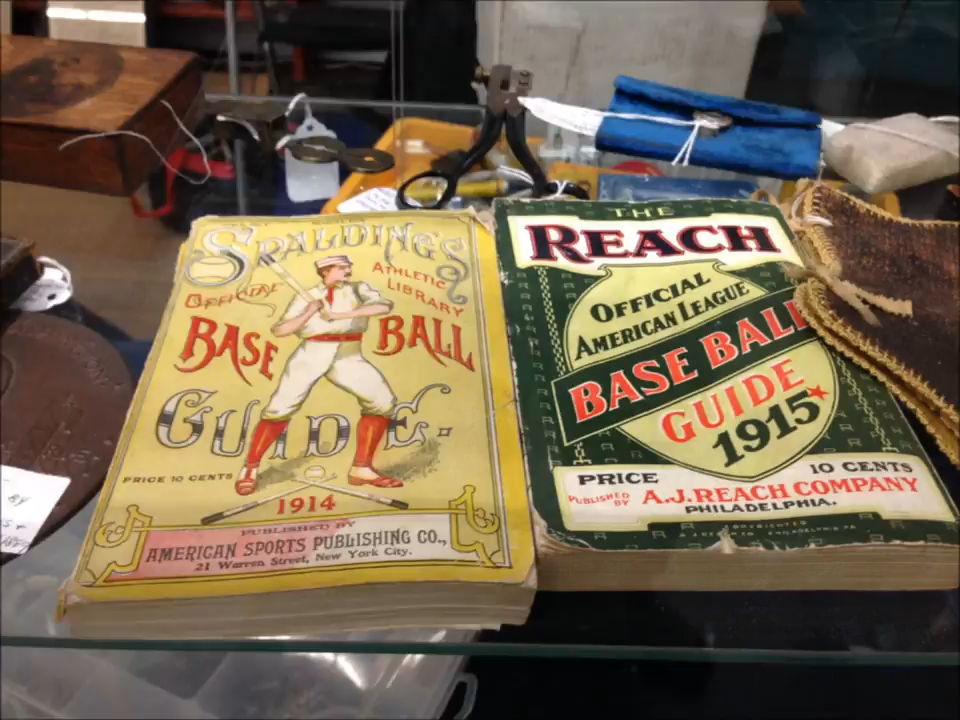 SPALDING'S
OFFICIAL
ATHLETIC
LIBRARY
BASE BALL
GUIDE.
PRICE 10 CENTS
1914
PUBLISHED BY
AMERICAN SPORTS PUBLISHING CO.,
21 Warren Street, New York City.
THE
REACH
OFFICIAL
AMERICAN LEAGUE
BASE BALL
GUIDE
1915
PRICE 10 CENTS
PUBLISHED BY
A.J. REACH COMPANY
PHILADELPHIA.